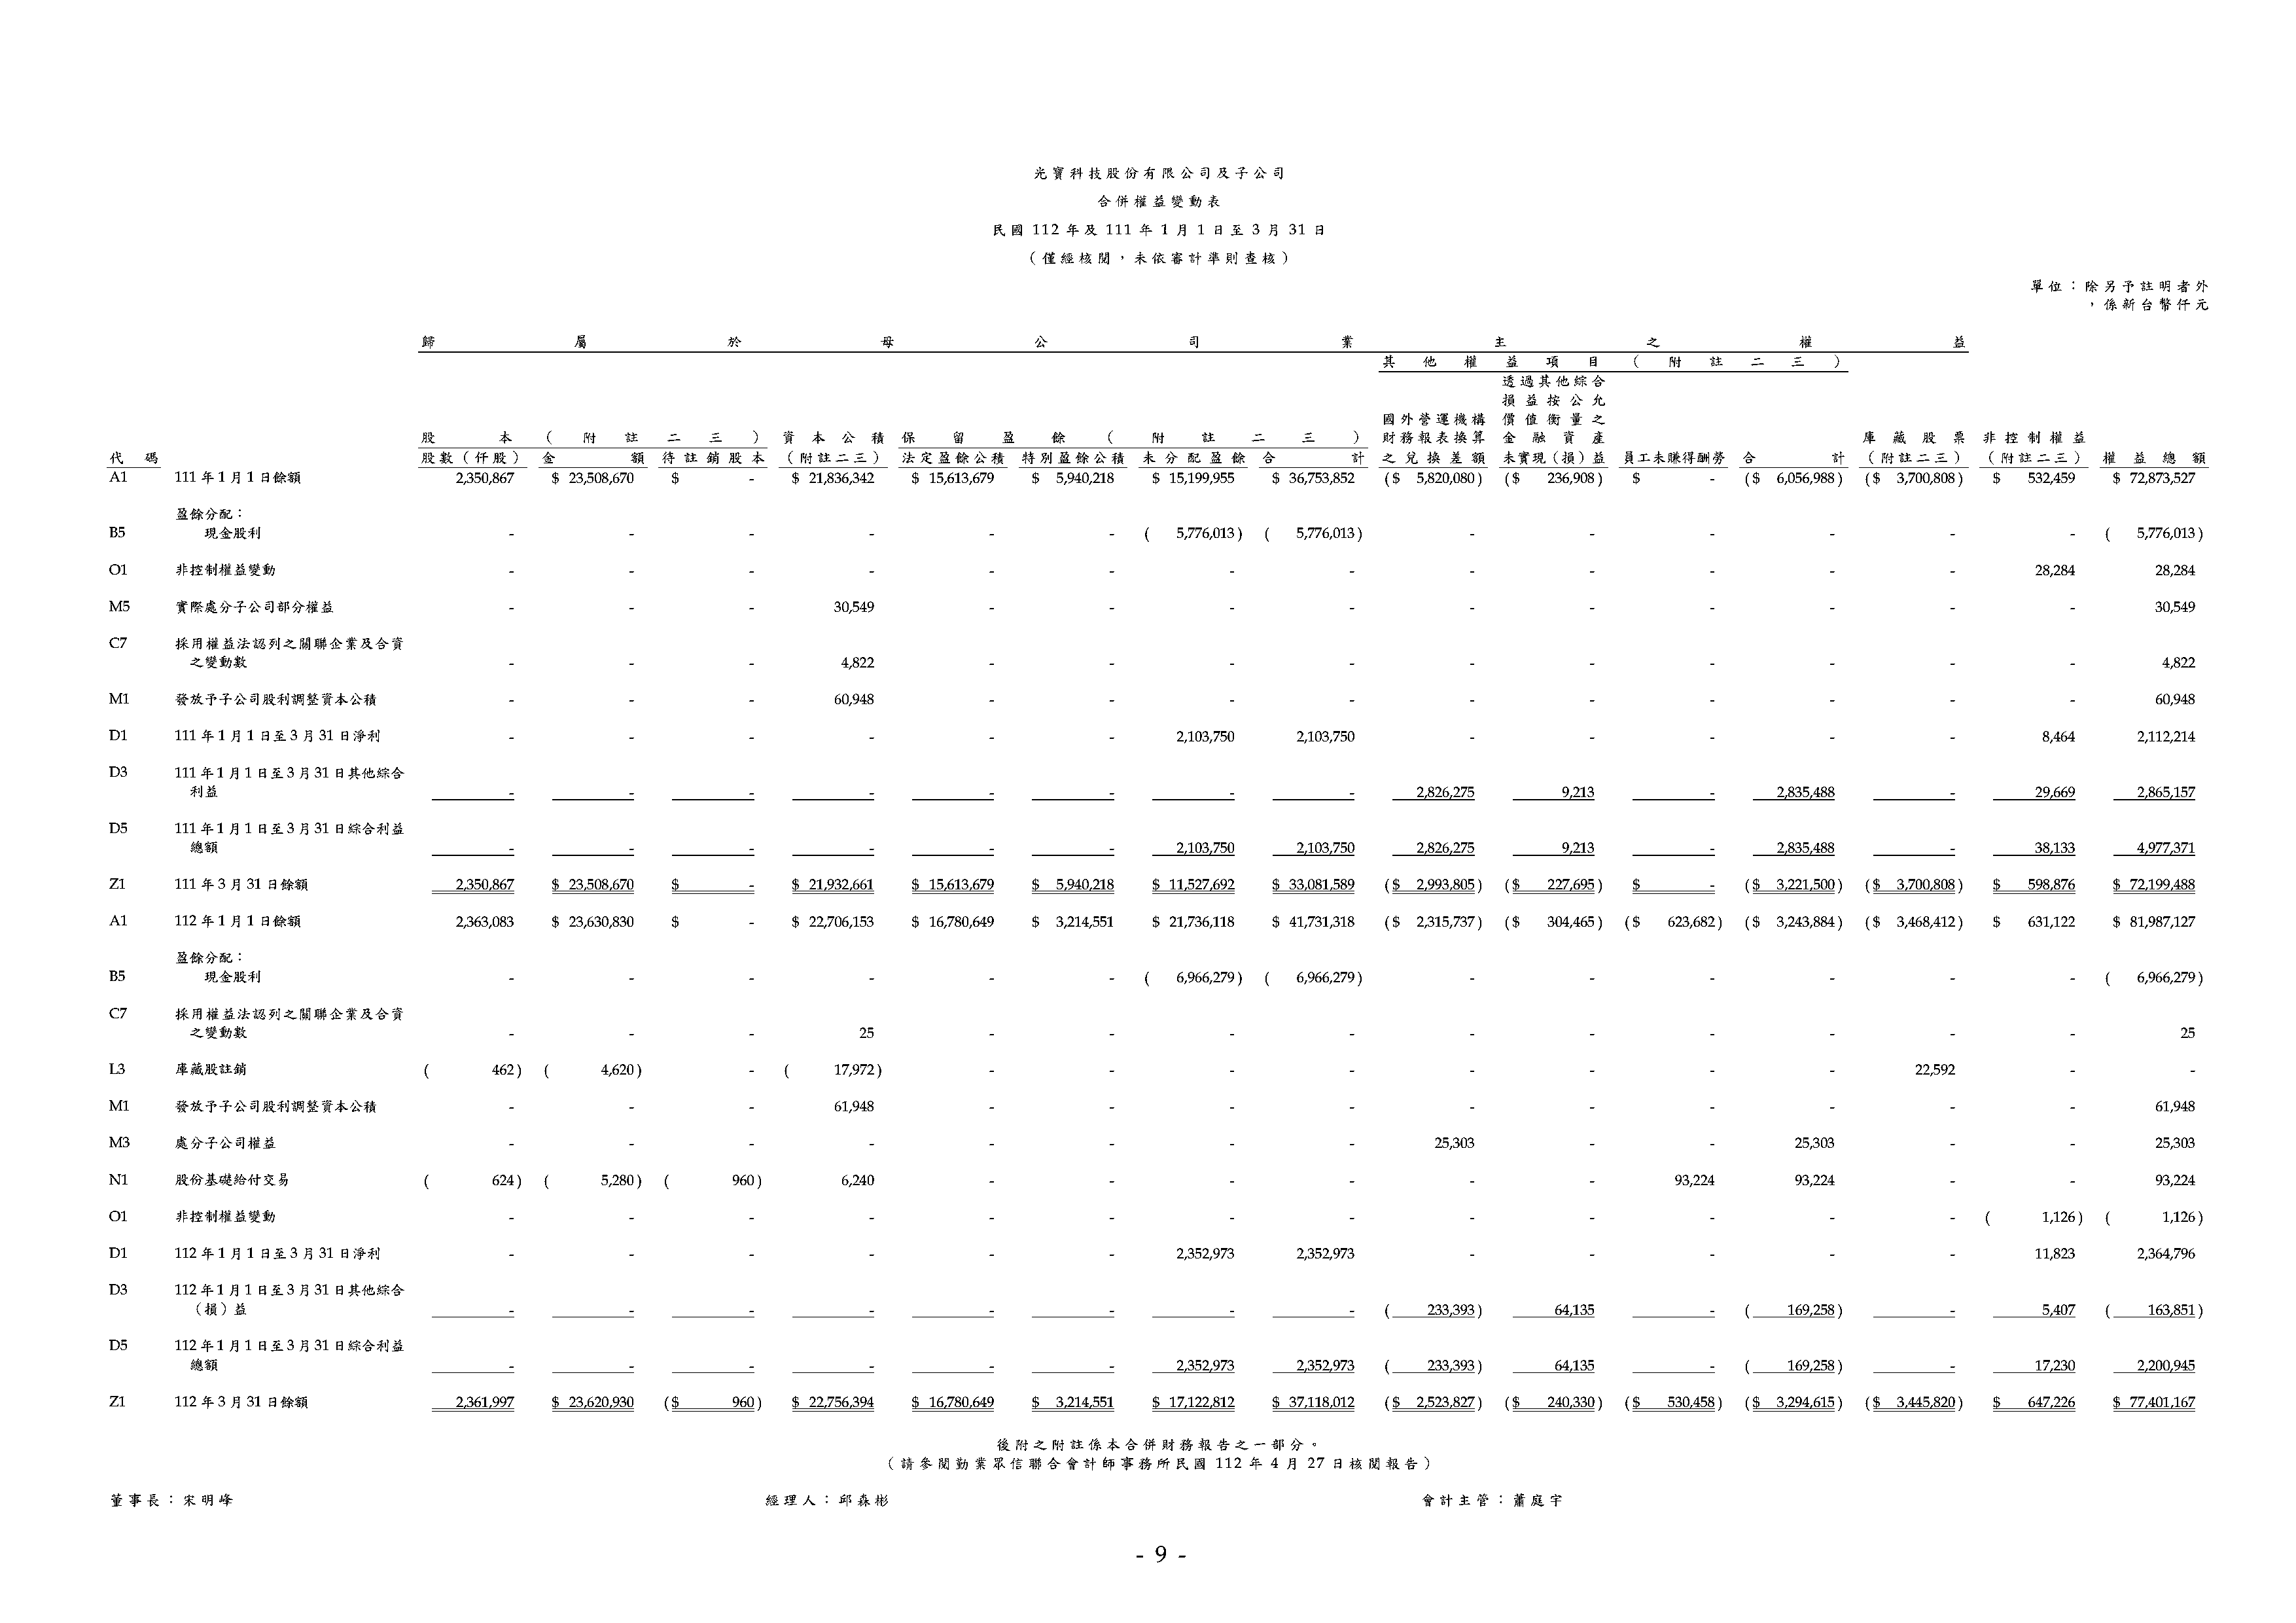 光寶科技股份有限公司及子公司
合併權益變動表
民國 112 年及 111 年 1 月 1 日至 3 月 31 日
（僅經核閱，未依審計準則查核）
單位：除另予註明者外
，係新台幣仟元
歸屬於母公司業主之權益
其他權益項目（附註二三）
透過其他綜合
損益按公允
國外營運機構 價值衡量之
股本（附註二三） 資本公積 保留盈餘（附註二三） 財務報表換算 金融資產 庫藏股票 非控制權益
代碼 股數（仟股） 金額 待註銷股本 （附註二三） 法定盈餘公積 特別盈餘公積 未分配盈餘 合計 之兌換差額 未實現（損）益 員工未賺得酬勞 合計 （附註二三） （附註二三） 權益總額
A1 111 年 1 月 1 日餘額 2,350,867 $ 23,508,670 $ - $ 21,836,342 $ 15,613,679 $ 5,940,218 $ 15,199,955 $ 36,753,852 ($ 5,820,080) ($ 236,908) $ - ($ 6,056,988) ($ 3,700,808) $ 532,459 $ 72,873,527
盈餘分配：
B5 現金股利 - - - - - - ( 5,776,013) ( 5,776,013) - - - - - - ( 5,776,013)
O1 非控制權益變動 - - - - - - - - - - - - - 28,284 28,284
M5 實際處分子公司部分權益 - - - 30,549 - - - - - - - - - - 30,549
C7 採用權益法認列之關聯企業及合資
之變動數 - - - 4,822 - - - - - - - - - - 4,822
M1 發放予子公司股利調整資本公積 - - - 60,948 - - - - - - - - - - 60,948
D1 111 年 1 月 1 日至 3 月 31 日淨利 - - - - - - 2,103,750 2,103,750 - - - - - 8,464 2,112,214
D3 111 年 1 月 1 日至 3 月 31 日其他綜合
利益 - - - - - - - - 2,826,275 9,213 - 2,835,488 - 29,669 2,865,157
D5 111 年 1 月 1 日至 3 月 31 日綜合利益
總額 - - - - - - 2,103,750 2,103,750 2,826,275 9,213 - 2,835,488 - 38,133 4,977,371
Z1 111 年 3 月 31 日餘額 2,350,867 $ 23,508,670 $ - $ 21,932,661 $ 15,613,679 $ 5,940,218 $ 11,527,692 $ 33,081,589 ($ 2,993,805) ($ 227,695) $ - ($ 3,221,500) ($ 3,700,808) $ 598,876 $ 72,199,488
A1 112 年 1 月 1 日餘額 2,363,083 $ 23,630,830 $ - $ 22,706,153 $ 16,780,649 $ 3,214,551 $ 21,736,118 $ 41,731,318 ($ 2,315,737) ($ 304,465) ($ 623,682) ($ 3,243,884) ($ 3,468,412) $ 631,122 $ 81,987,127
盈餘分配：
B5 現金股利 - - - - - - ( 6,966,279) ( 6,966,279) - - - - - - ( 6,966,279)
C7 採用權益法認列之關聯企業及合資
之變動數 - - - 25 - - - - - - - - - - 25
L3 庫藏股註銷 ( 462) ( 4,620) - ( 17,972) - - - - - - - - 22,592 - -
M1 發放予子公司股利調整資本公積 - - - 61,948 - - - - - - - - - - 61,948
M3 處分子公司權益 - - - - - - - - 25,303 - - 25,303 - - 25,303
N1 股份基礎給付交易 ( 624) ( 5,280) ( 960) 6,240 - - - - - - 93,224 93,224 - - 93,224
O1 非控制權益變動 - - - - - - - - - - - - - ( 1,126) ( 1,126)
D1 112 年 1 月 1 日至 3 月 31 日淨利 - - - - - - 2,352,973 2,352,973 - - - - - 11,823 2,364,796
D3 112 年 1 月 1 日至 3 月 31 日其他綜合
（損）益 - - - - - - - - ( 233,393) 64,135 - ( 169,258) - 5,407 ( 163,851)
D5 112 年 1 月 1 日至 3 月 31 日綜合利益
總額 - - - - - - 2,352,973 2,352,973 ( 233,393) 64,135 - ( 169,258) - 17,230 2,200,945
Z1 112 年 3 月 31 日餘額 2,361,997 $ 23,620,930 ($ 960) $ 22,756,394 $ 16,780,649 $ 3,214,551 $ 17,122,812 $ 37,118,012 ($ 2,523,827) ($ 240,330) ($ 530,458) ($ 3,294,615) ($ 3,445,820) $ 647,226 $ 77,401,167
後附之附註係本合併財務報告之一部分。
（請參閱勤業眾信聯合會計師事務所民國 112 年 4 月 27 日核閱報告）
董事長：宋明峰 經理人：邱森彬 會計主管：蕭庭宇
- 9 -